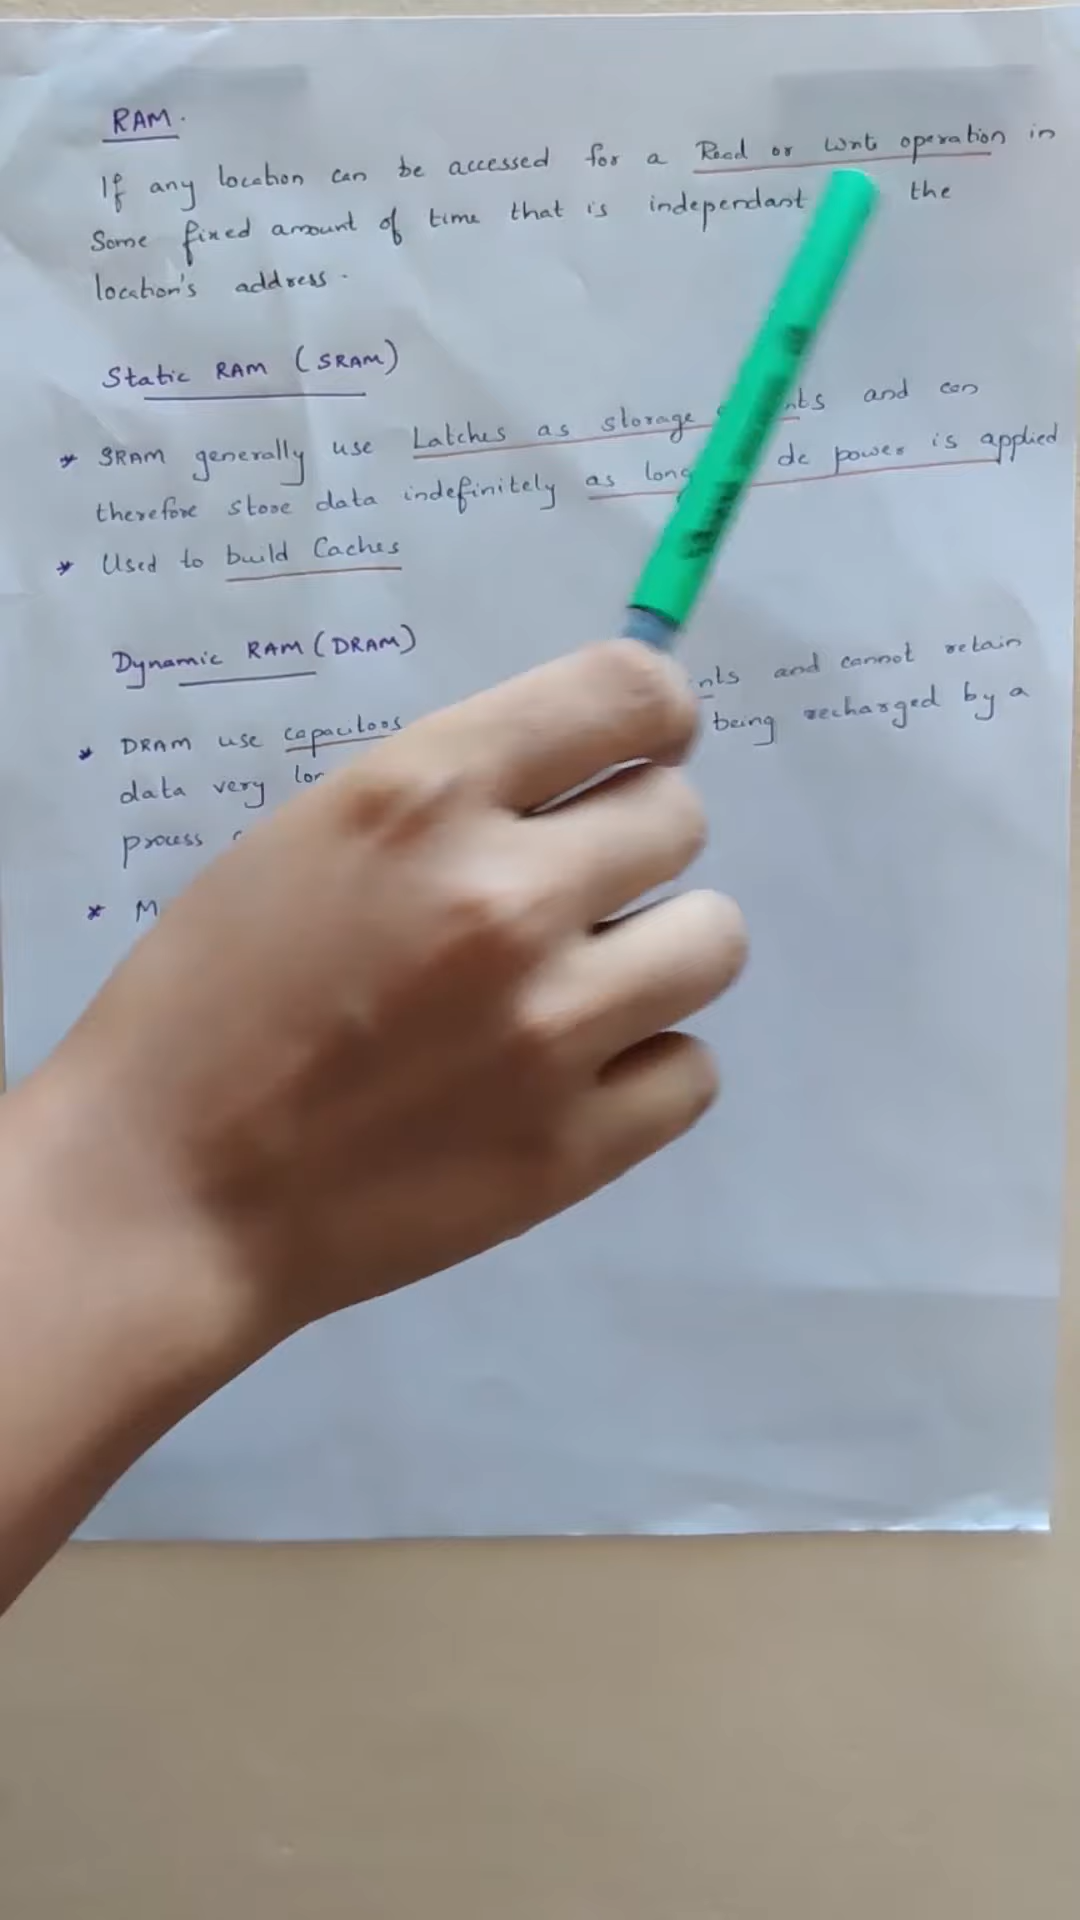 RAM.
If any location can be accessed for a Read or Write operation in
Some fixed amount of time that is independant the
location's address.
Static RAM (SRAM)
* SRAM generally use Latches as storage and can
therefore store data indefinitely as long dc power is applied
* Used to build Caches
Dynamic RAM (DRAM)
* DRAM use capacitors and cannot retain
data very being recharged by a
process
*